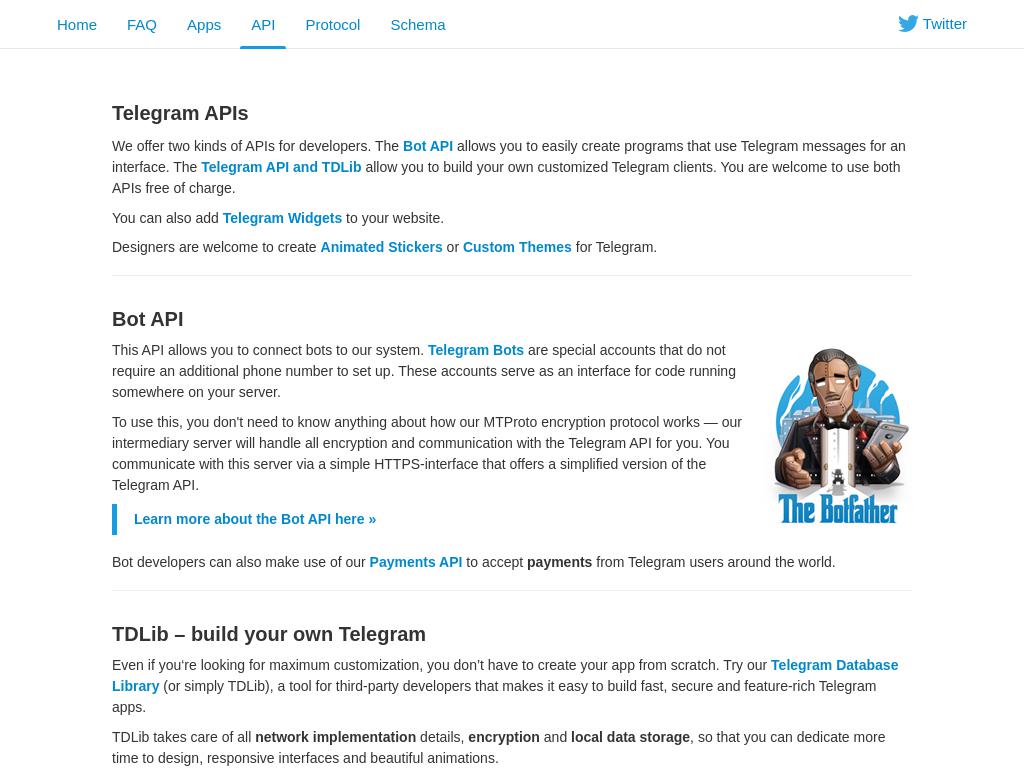 Home FAQ Apps API Protocol Schema Twitter
Telegram APIs
We offer two kinds of APIs for developers. The Bot API allows you to easily create programs that use Telegram messages for an
interface. The Telegram API and TDLib allow you to build your own customized Telegram clients. You are welcome to use both
APIs free of charge.
You can also add Telegram Widgets to your website.
Designers are welcome to create Animated Stickers or Custom Themes for Telegram.
Bot API
This API allows you to connect bots to our system. Telegram Bots are special accounts that do not
require an additional phone number to set up. These accounts serve as an interface for code running
somewhere on your server.
To use this, you don't need to know anything about how our MTProto encryption protocol works — our
intermediary server will handle all encryption and communication with the Telegram API for you. You
communicate with this server via a simple HTTPS-interface that offers a simplified version of the
Telegram API.
The Botfather
Learn more about the Bot API here »
Bot developers can also make use of our Payments API to accept payments from Telegram users around the world.
TDLib – build your own Telegram
Even if you're looking for maximum customization, you don't have to create your app from scratch. Try our Telegram Database
Library (or simply TDLib), a tool for third-party developers that makes it easy to build fast, secure and feature-rich Telegram
apps.
TDLib takes care of all network implementation details, encryption and local data storage, so that you can dedicate more
time to design, responsive interfaces and beautiful animations.